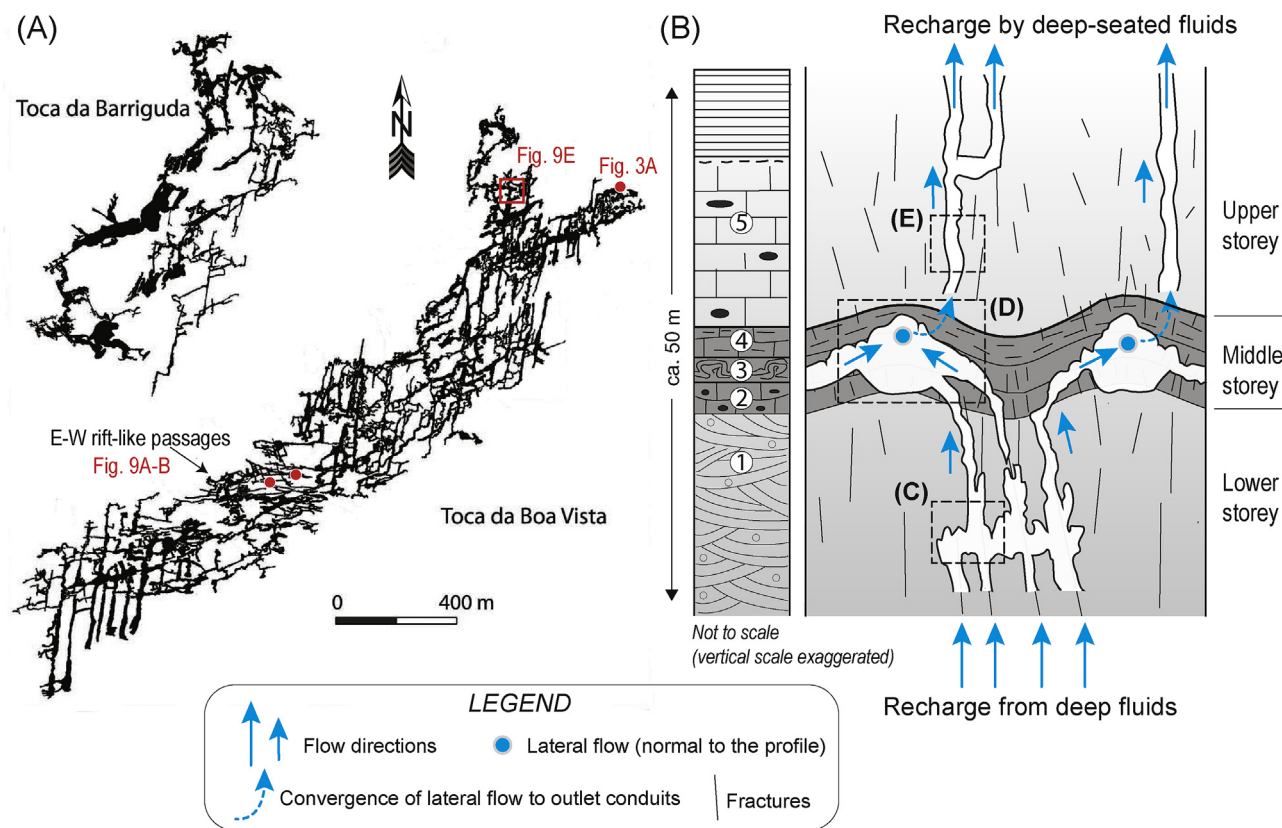 (A)
Toca da Barriguda
N
Fig. 9E
Fig. 3A
E-W rift-like passages
Fig. 9A-B
Toca da Boa Vista
0 400 m
(B)
Recharge by deep-seated fluids
ca. 50 m
5
4
3
2
1
(E)
(D)
(C)
Upper
storey
Middle
storey
Lower
storey
Not to scale
(vertical scale exaggerated)
Recharge from deep fluids
LEGEND
Flow directions
Lateral flow (normal to the profile)
Convergence of lateral flow to outlet conduits
Fractures